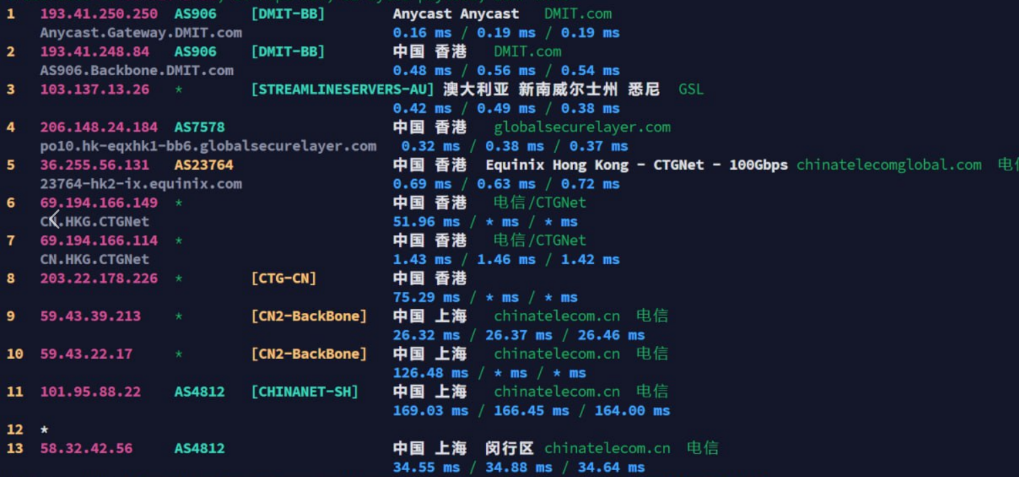 1 193.41.250.250 AS906 [DMIT-BB] Anycast Anycast DMIT.com
Anycast.Gateway.DMIT.com 0.16 ms / 0.19 ms / 0.19 ms
2 193.41.248.84 AS906 [DMIT-BB] 中国 香港 DMIT.com
AS906.Backbone.DMIT.com 0.48 ms / 0.56 ms / 0.54 ms
3 103.137.13.26 * [STREAMLINESERVERS-AU] 澳大利亚 新南威尔士州 悉尼 GSL
0.42 ms / 0.49 ms / 0.38 ms
4 206.148.24.184 AS7578 中国 香港 globalsecurelayer.com
po10.hk-eqxhk1-bb6.globalsecurelayer.com 0.32 ms / 0.38 ms / 0.37 ms
5 36.255.56.131 AS23764 中国 香港 Equinix Hong Kong - CTGNet - 100Gbps chinatelecomglobal.com 电
23764-hk2-ix.equinix.com 0.69 ms / 0.63 ms / 0.72 ms
6 69.194.166.149 * 中国 香港 电信/CTGNet
CN.HKG.CTGNet 51.96 ms / * ms / * ms
7 69.194.166.114 * 中国 香港 电信/CTGNet
CN.HKG.CTGNet 1.43 ms / 1.46 ms / 1.42 ms
8 203.22.178.226 * [CTG-CN] 中国 香港
75.29 ms / * ms / * ms
9 59.43.39.213 * [CN2-BackBone] 中国 上海 chinatelecom.cn 电信
26.32 ms / 26.37 ms / 26.46 ms
10 59.43.22.17 * [CN2-BackBone] 中国 上海 chinatelecom.cn 电信
126.48 ms / * ms / * ms
11 101.95.88.22 AS4812 [CHINANET-SH] 中国 上海 chinatelecom.cn 电信
169.03 ms / 166.45 ms / 164.00 ms
12 *
13 58.32.42.56 AS4812 中国 上海 闵行区 chinatelecom.cn 电信
34.55 ms / 34.88 ms / 34.64 ms